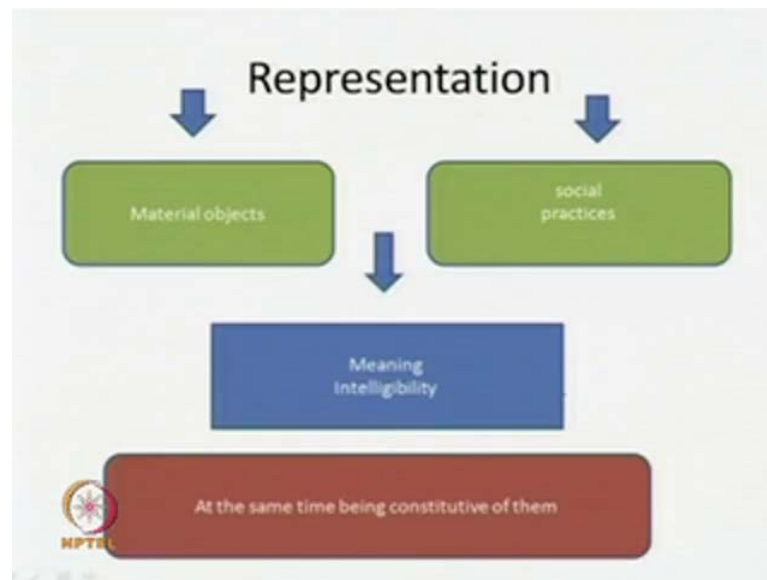 Representation
Material objects
social
practices
Meaning
Intelligibility
At the same time being constitutive of them
NPTEL